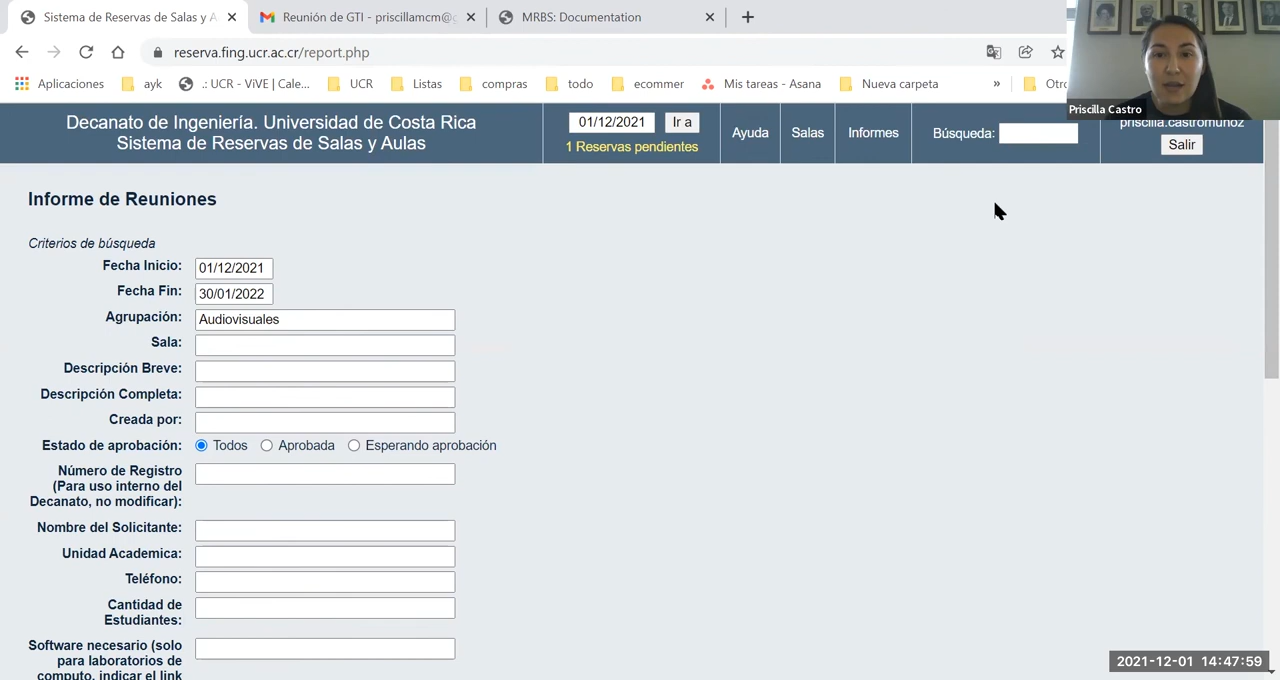 Sistema de Reservas de Salas y A
Reunión de GTI - priscillamcm@g
MRBS: Documentation
reserva.fing.ucr.ac.cr/report.php
Aplicaciones
ayk
.: UCR - ViVE | Cale...
UCR
Listas
compras
todo
ecommer
Mis tareas - Asana
Nueva carpeta
»
Otro
Priscilla Castro
Decanato de Ingeniería. Universidad de Costa Rica
Sistema de Reservas de Salas y Aulas
01/12/2021 Ir a
1 Reservas pendientes
Ayuda
Salas
Informes
Búsqueda:
priscilla.castromunoz
Salir
Informe de Reuniones
Criterios de búsqueda
Fecha Inicio: 01/12/2021
Fecha Fin: 30/01/2022
Agrupación: Audiovisuales
Sala:
Descripción Breve:
Descripción Completa:
Creada por:
Estado de aprobación: Todos Aprobada Esperando aprobación
Número de Registro
(Para uso interno del
Decanato, no modificar):
Nombre del Solicitante:
Unidad Academica:
Teléfono:
Cantidad de
Estudiantes:
Software necesario (solo
para laboratorios de
computo, indicar el link
2021-12-01 14:47:59